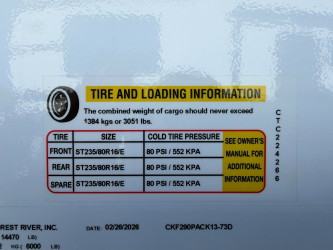 TIRE AND LOADING INFORMATION
The combined weight of cargo should never exceed
1384 kgs or 3051 lbs.
TIRE SIZE COLD TIRE PRESSURE
FRONT ST235/80R16/E 80 PSI / 552 KPA
REAR ST235/80R16/E 80 PSI / 552 KPA
SPARE ST235/80R16/E 80 PSI / 552 KPA
SEE OWNER'S
MANUAL FOR
ADDITIONAL
INFORMATION
CTC224266
REST RIVER, INC. DATE: 02/26/2026 CKF290PACK13-73D
14470 LB)
KG ( 6000 LB)